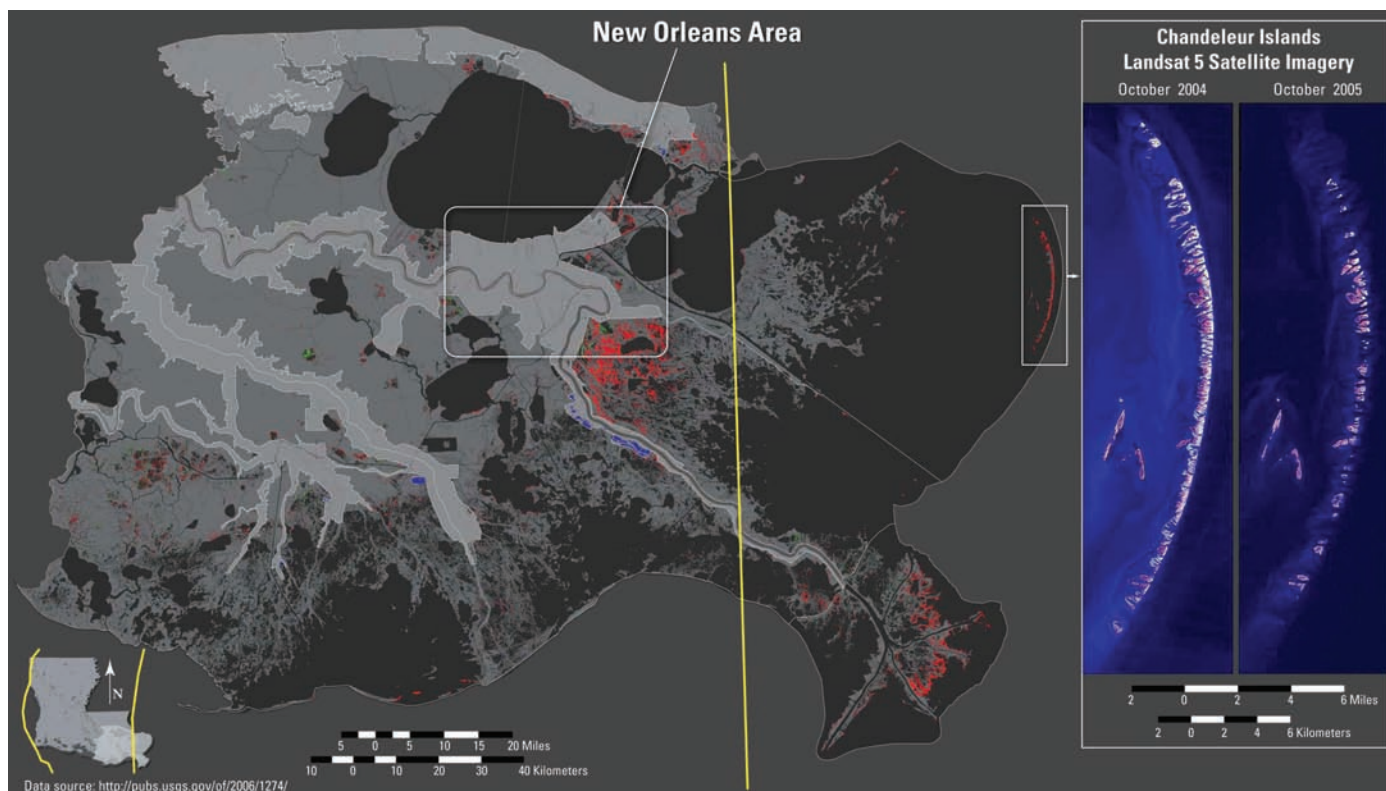 New Orleans Area
Chandeleur Islands
Landsat 5 Satellite Imagery
October 2004
October 2005
N
5 0 5 10 15 20 Miles
10 0 10 20 30 40 Kilometers
2 0 2 4 6 Miles
2 0 2 4 6 Kilometers
Data source: http://pubs.usgs.gov/of/2006/1274/